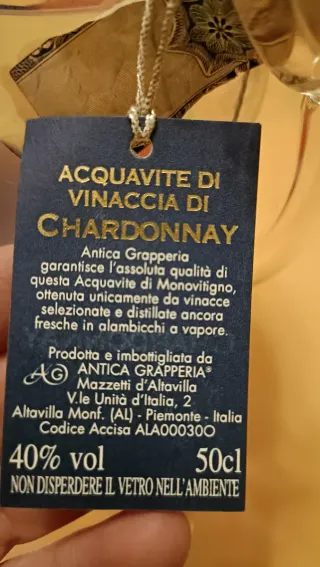 ACQUAVITE DI
VINACCIA DI
CHARDONNAY
Antica Grapperia
garantisce l'assoluta qualità di
questa Acquavite di Monovitigno,
ottenuta unicamente da vinacce
selezionate e distillate ancora
fresche in alambicchi a vapore.
Prodotta e imbottigliata da
AG ANTICA GRAPPERIA®
Mazzetti d'Altavilla
V.le Unità d'Italia, 2
Altavilla Monf. (AL) - Piemonte - Italia
Codice Accisa ALA00030O
40% vol 50cl
NON DISPERDERE IL VETRO NELL'AMBIENTE